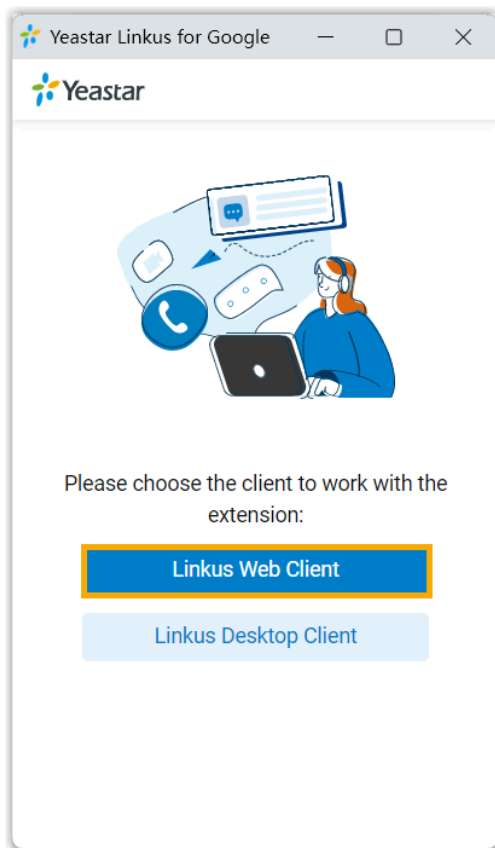 Yeastar Linkus for Google
Yeastar
Please choose the client to work with the
extension:
Linkus Web Client
Linkus Desktop Client